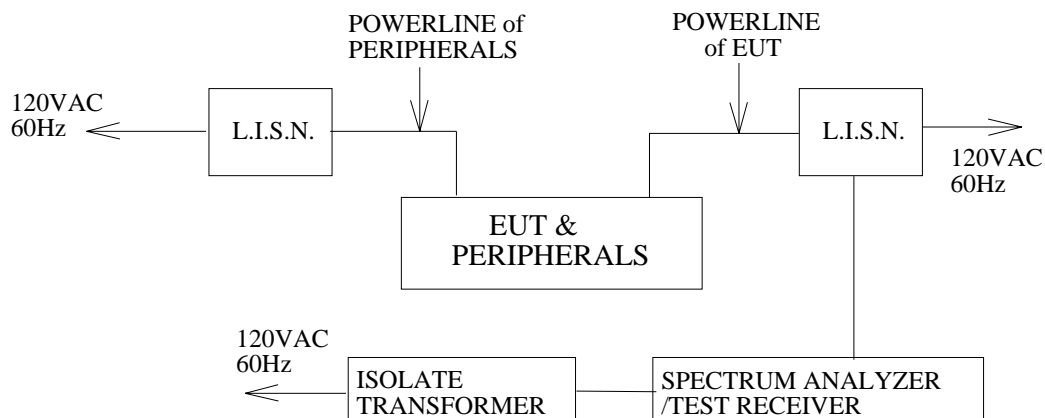 POWERLINE of
PERIPHERALS
POWERLINE
of EUT
120VAC
60Hz
L.I.S.N.
L.I.S.N.
120VAC
60Hz
EUT &
PERIPHERALS
120VAC
60Hz
ISOLATE
TRANSFORMER
SPECTRUM ANALYZER
/TEST RECEIVER